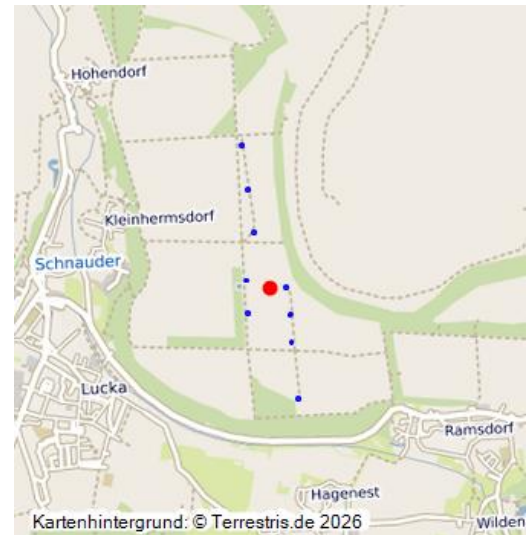 Hohendorf
Kleinhermsdorf
Schnauder
Lucka
Ramsdorf
Hagenest
Wilden
Kartenhintergrund: © Terrestris.de 2026